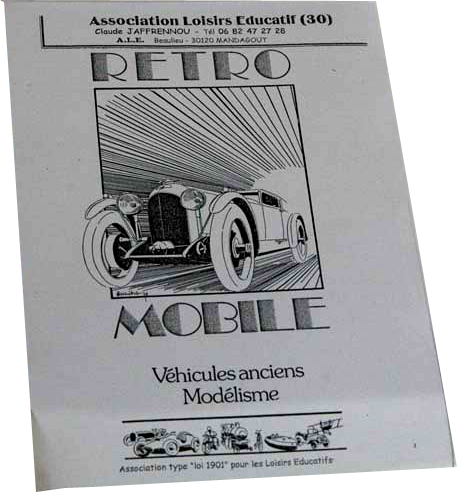 Association Loisirs Educatif (30)
Claude JAFFRENNOU - Tél 06 82 47 27 28
A.L.E. Beaulieu - 30120 MANDAGOUT
RETRO
MOBILE
Véhicules anciens
Modélisme
Association type "loi 1901" pour les Loisirs Educatifs